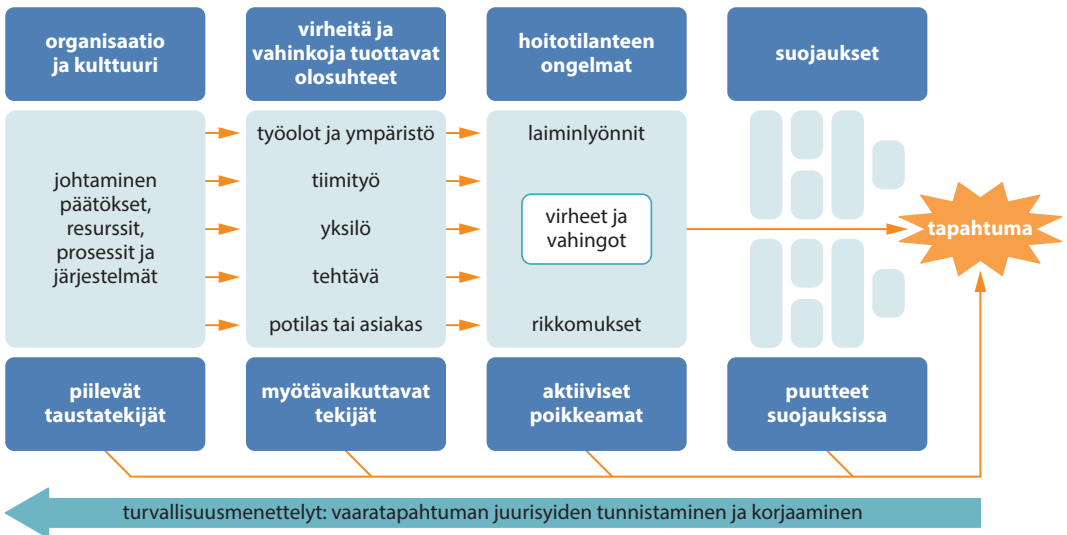 organisaatio
ja kulttuuri
virheitä ja
vahinkoja tuottavat
olosuhteet
hoitotilanteen
ongelmat
suojaukset
johtaminen
päätökset,
resurssit,
prosessit ja
järjestelmät
työolot ja ympäristö
tiimityö
yksilö
tehtävä
potilas tai asiakas
laiminlyönnit
virheet ja
vahingot
rikkomukset
tapahtuma
piilevät
taustatekijät
myötävaikuttavat
tekijät
aktiiviset
poikkeamat
puutteet
suojauksissa
turvallisuusmenettelyt: vaaratapahtuman juurisyiden tunnistaminen ja korjaaminen